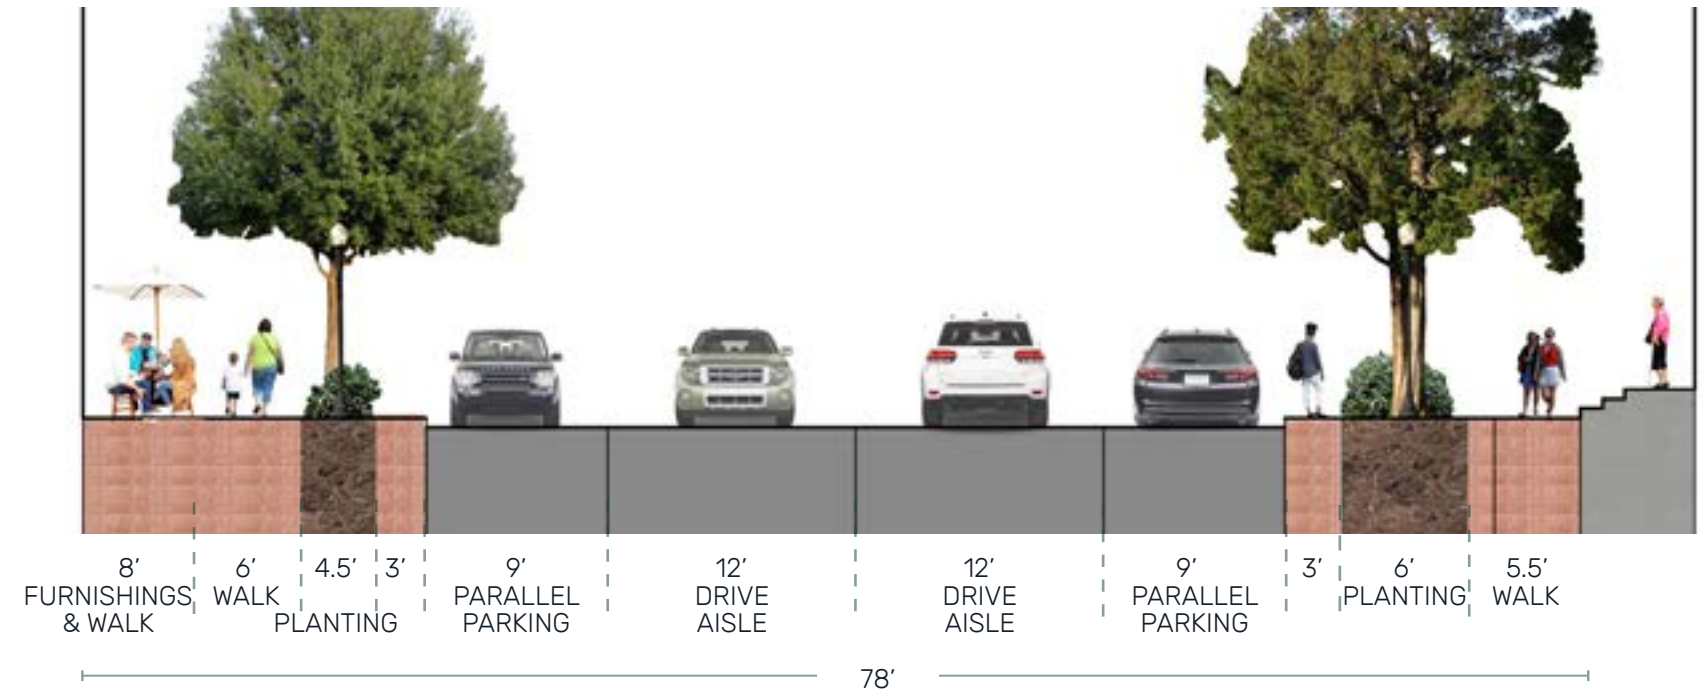 8’ 6’ 4.5’ 3’ 9’ 12’ 12’ 9’ 3’ 6’ 5.5’
FURNISHINGS WALK PARALLEL DRIVE DRIVE PARALLEL PLANTING WALK
& WALK PLANTING PARKING AISLE AISLE PARKING
78’